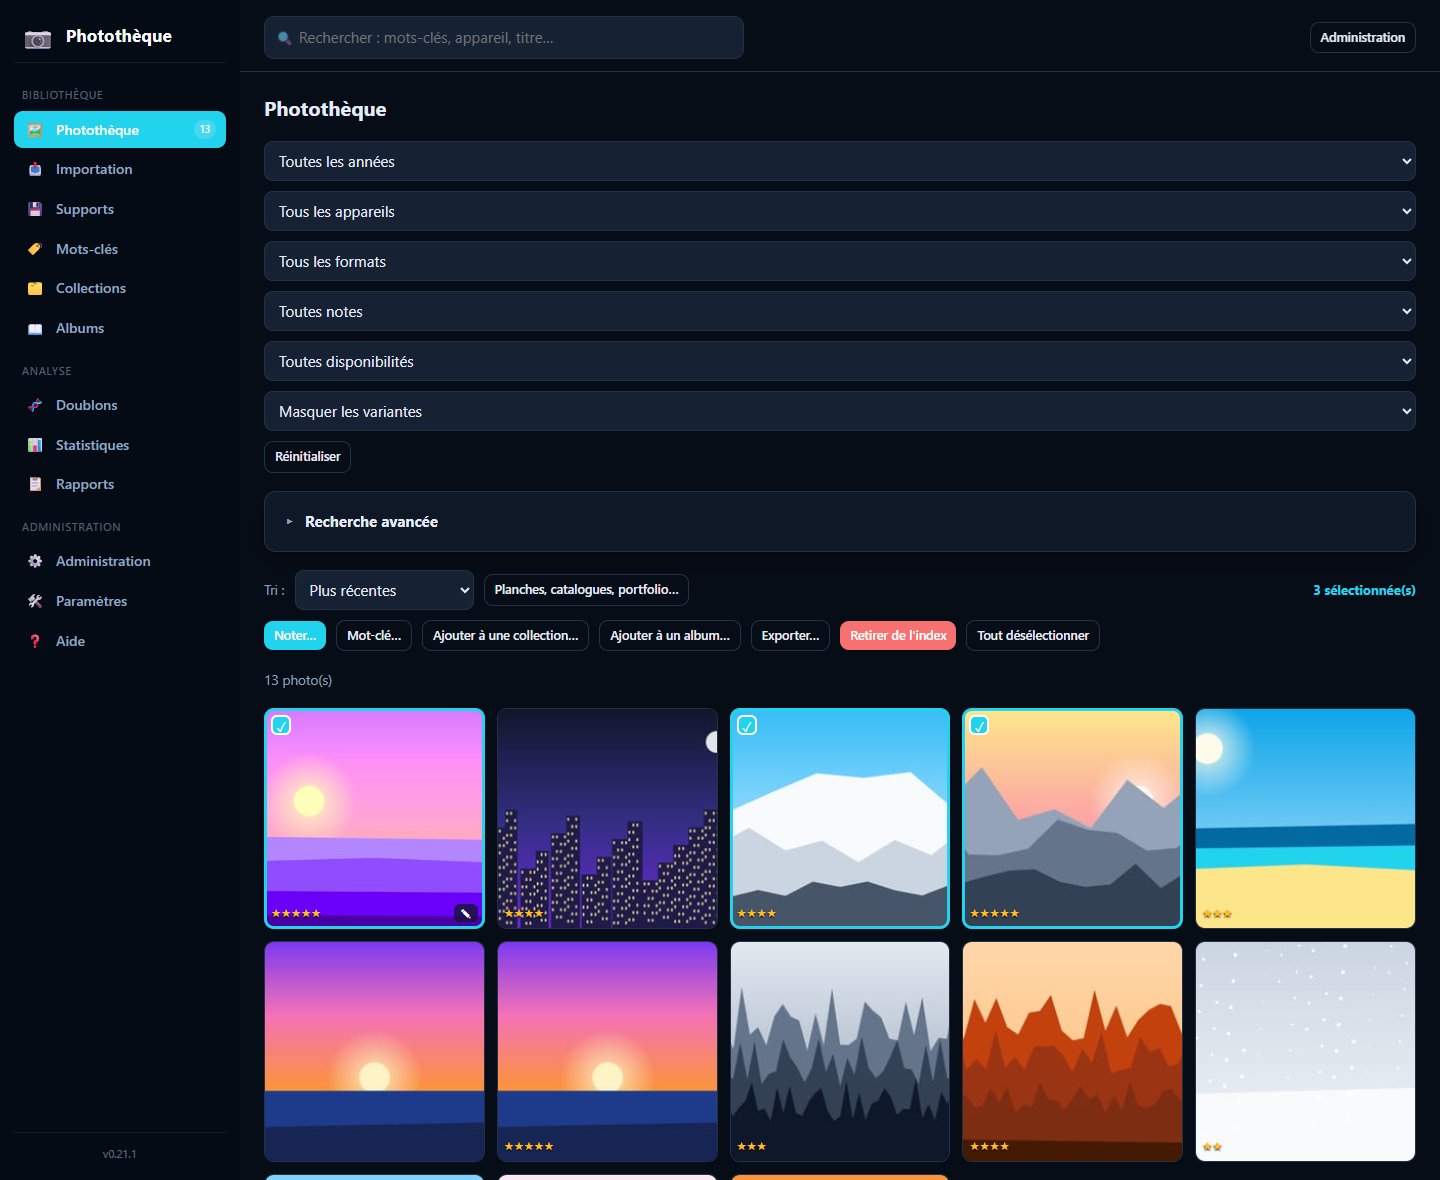 Photothèque
Rechercher : mots-clés, appareil, titre...
Administration
BIBLIOTHÈQUE
Photothèque 13
Importation
Supports
Mots-clés
Collections
Albums
ANALYSE
Doublons
Statistiques
Rapports
ADMINISTRATION
Administration
Paramètres
Aide
v0.21.1
Photothèque
Toutes les années
Tous les appareils
Tous les formats
Toutes notes
Toutes disponibilités
Masquer les variantes
Réinitialiser
Recherche avancée
Tri : Plus récentes Planches, catalogues, portfolio... 3 sélectionnée(s)
Noter... Mot-clé... Ajouter à une collection... Ajouter à un album... Exporter... Retirer de l'index Tout désélectionner
13 photo(s)